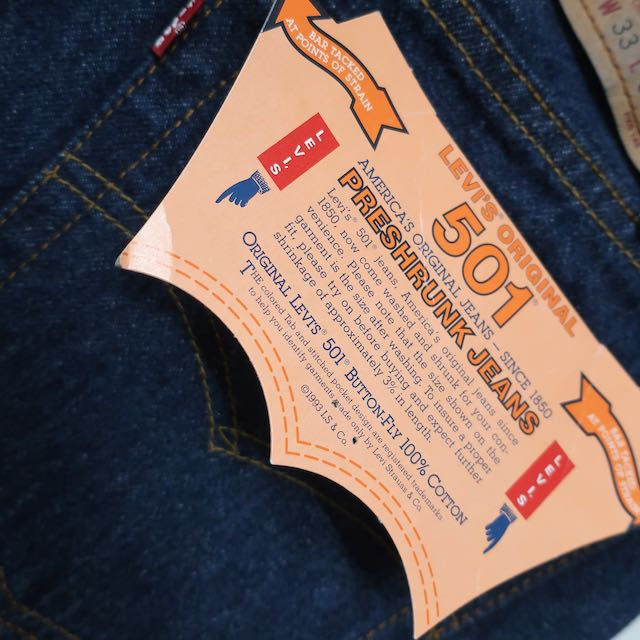 BAR TACKED
AT POINTS OF STRAIN
LEVI'S
LEVI'S® ORIGINAL
501®
AMERICA'S ORIGINAL JEANS – SINCE 1850
PRESHRUNK JEANS
Levi's® 501® jeans, America's original jeans since
1850 now come washed and shrunk for your con-
venience. Please note that the size shown on the
garment is the size after washing. To insure a proper
fit, please try on before buying and expect further
shrinkage of approximately 3% in length.
ORIGINAL LEVI'S® 501® BUTTON-FLY 100% COTTON
THE colored Tab and stitched pocket design are registered trademarks
to help you identify garments made only by Levi Strauss & Co.
©1993 LS & Co.
LEVI'S
BAR
AT
W 33 L